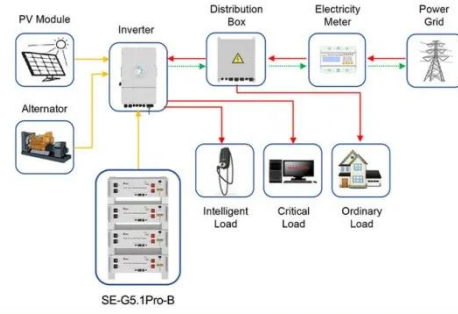 PV Module
Inverter
Distribution
Box
Electricity
Meter
Power
Grid
Alternator
Intelligent
Load
Critical
Load
Ordinary
Load
SE-G5.1Pro-B